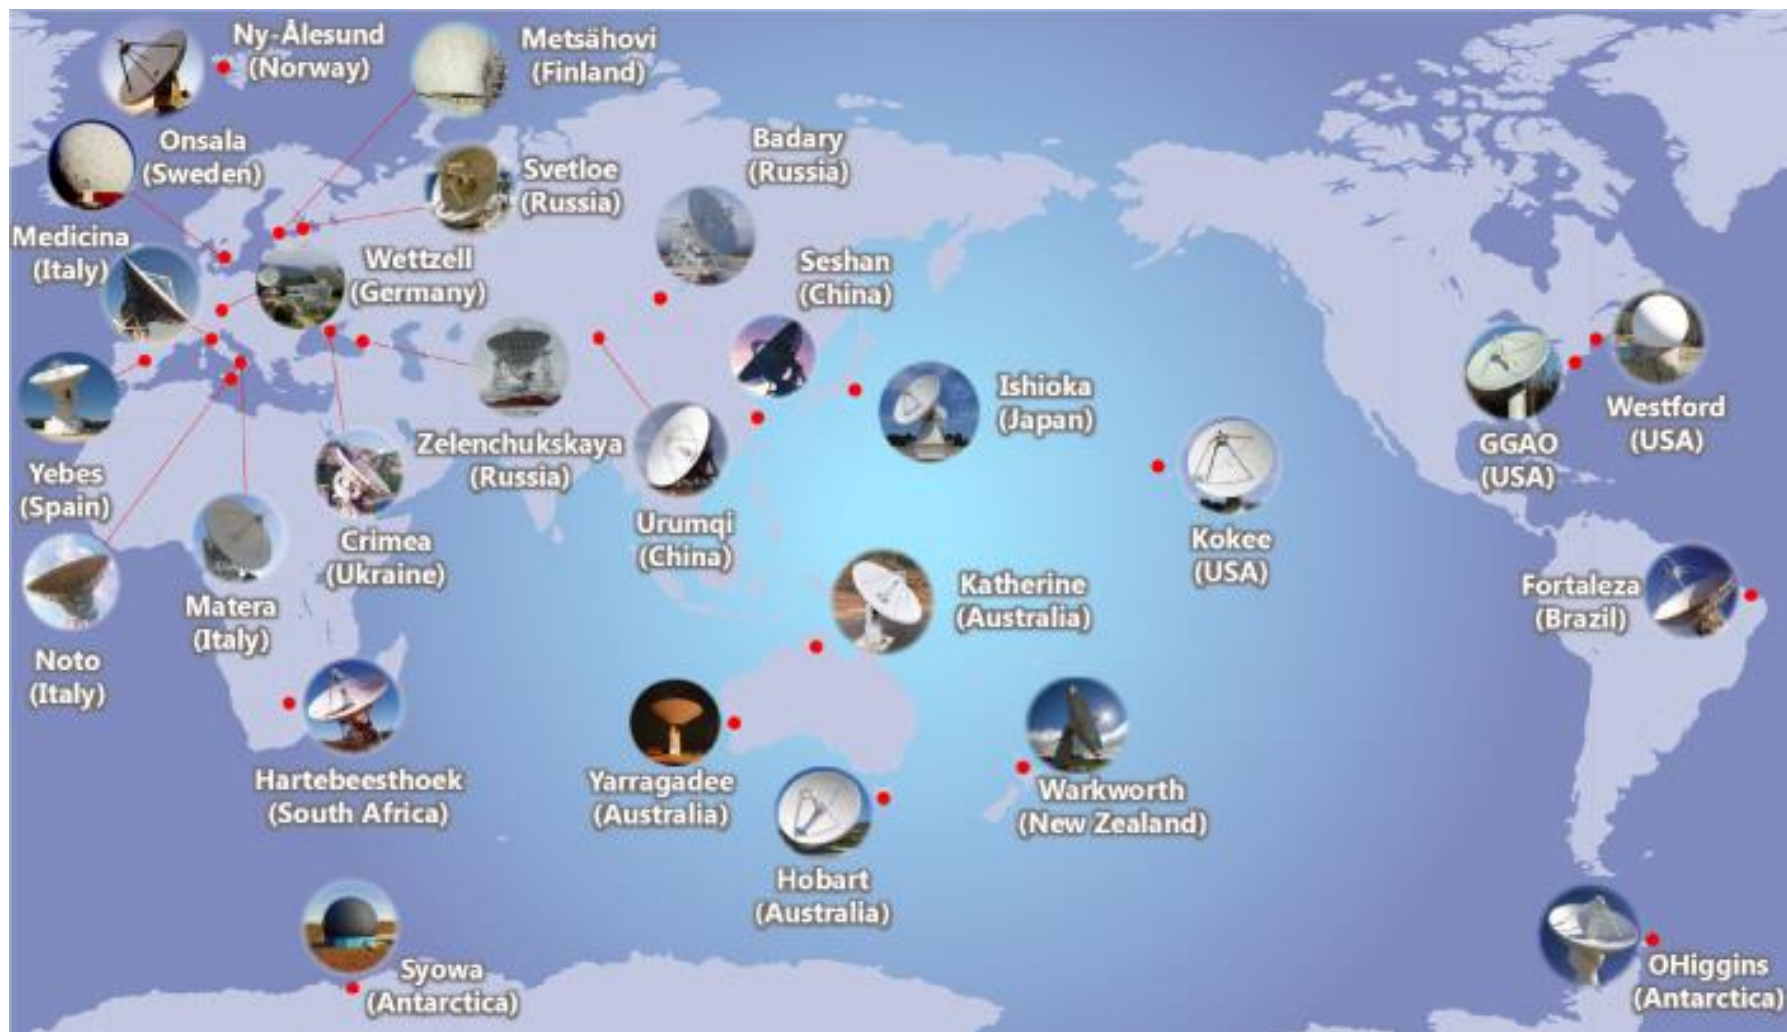 Ny-Ålesund
(Norway)
Metsähovi
(Finland)
Onsala
(Sweden)
Svetloe
(Russia)
Badary
(Russia)
Medicina
(Italy)
Wettzell
(Germany)
Seshan
(China)
Ishioka
(Japan)
Westford
(USA)
GGAO
(USA)
Zelenchukskaya
(Russia)
Yebes
(Spain)
Crimea
(Ukraine)
Urumqi
(China)
Kokee
(USA)
Matera
(Italy)
Katherine
(Australia)
Fortaleza
(Brazil)
Noto
(Italy)
Hartebeesthoek
(South Africa)
Yarragadee
(Australia)
Warkworth
(New Zealand)
Hobart
(Australia)
Syowa
(Antarctica)
OHiggins
(Antarctica)